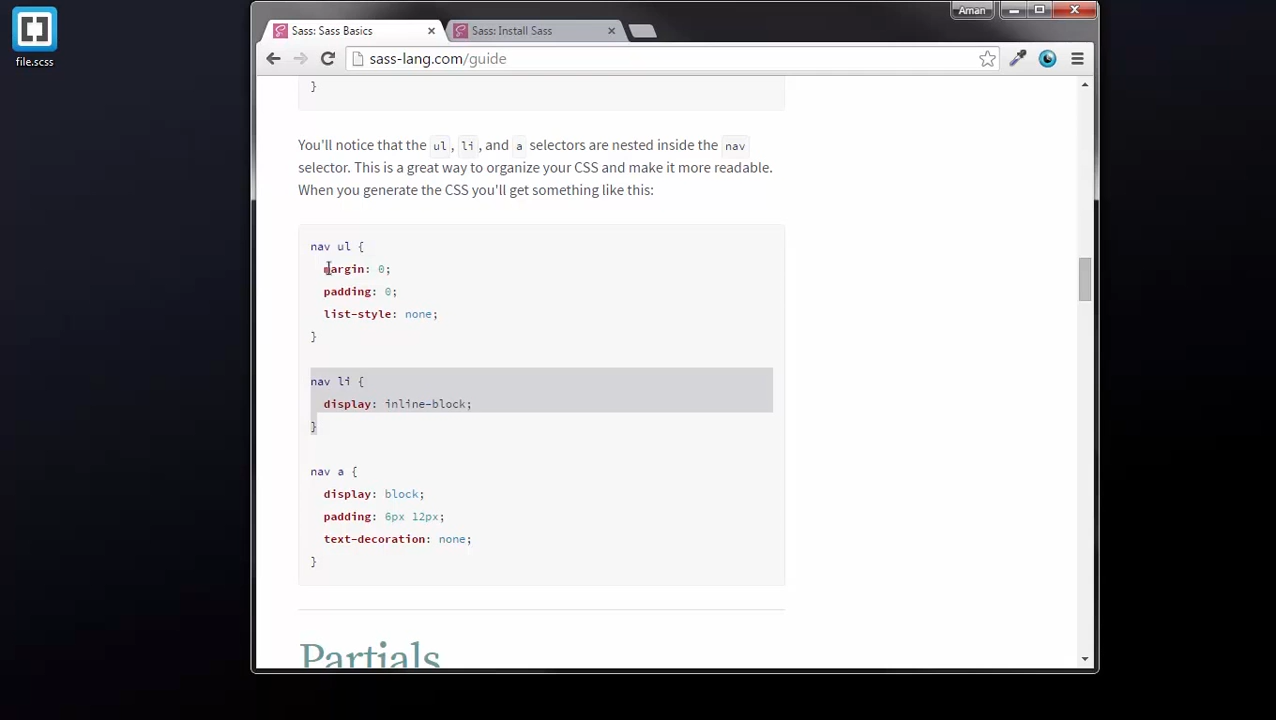 Aman
Sass: Sass Basics
Sass: Install Sass
file.scss
sass-lang.com/guide
}
You'll notice that the ul, li, and a selectors are nested inside the nav
selector. This is a great way to organize your CSS and make it more readable.
When you generate the CSS you'll get something like this:
nav ul {
margin: 0;
padding: 0;
list-style: none;
}
nav li {
display: inline-block;
}
nav a {
display: block;
padding: 6px 12px;
text-decoration: none;
}
Partials